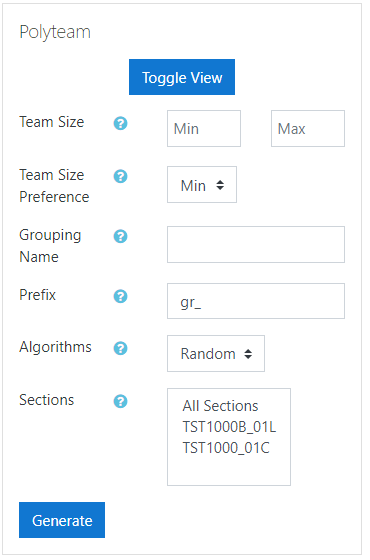 Polyteam
Toggle View
Team Size ? Min Max
Team Size
Preference ? Min
Grouping
Name ?
Prefix ? gr_
Algorithms ? Random
Sections ? All Sections
TST1000B_01L
TST1000_01C
Generate